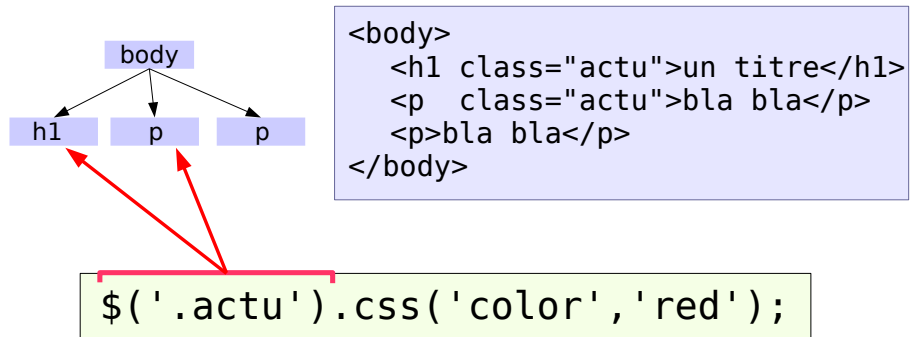 body
h1 p p
<body>
<h1 class="actu">un titre</h1>
<p  class="actu">bla bla</p>
<p>bla bla</p>
</body>
$('.actu').css('color','red');